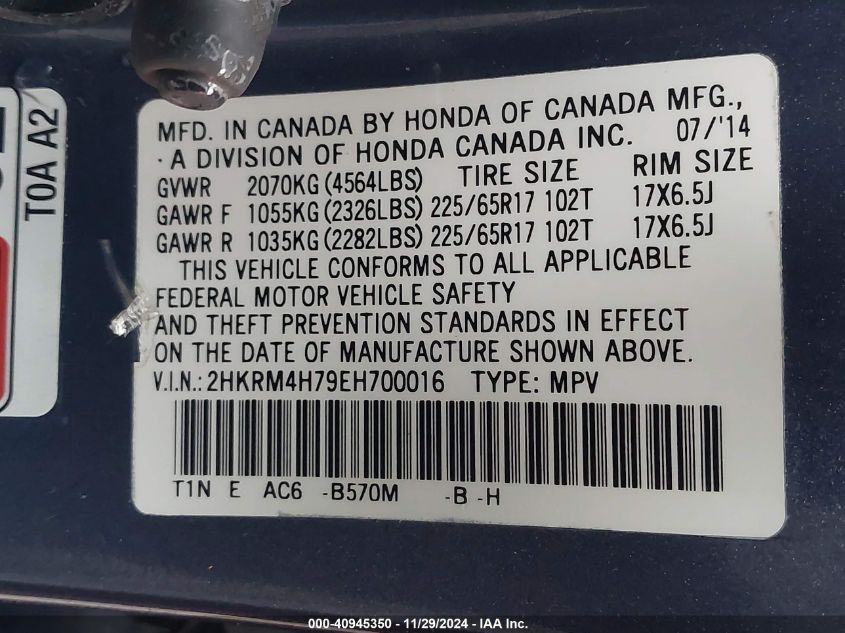 MFD. IN CANADA BY HONDA OF CANADA MFG.,
· A DIVISION OF HONDA CANADA INC. 07/'14
GVWR 2070KG (4564LBS) TIRE SIZE RIM SIZE
GAWR F 1055KG (2326LBS) 225/65R17 102T 17X6.5J
GAWR R 1035KG (2282LBS) 225/65R17 102T 17X6.5J
THIS VEHICLE CONFORMS TO ALL APPLICABLE
FEDERAL MOTOR VEHICLE SAFETY
AND THEFT PREVENTION STANDARDS IN EFFECT
ON THE DATE OF MANUFACTURE SHOWN ABOVE.
V.I.N.: 2HKRM4H79EH700016 TYPE: MPV
T1N E AC6 -B570M -B -H
T0A A2
000-40945350 - 11/29/2024 - IAA Inc.